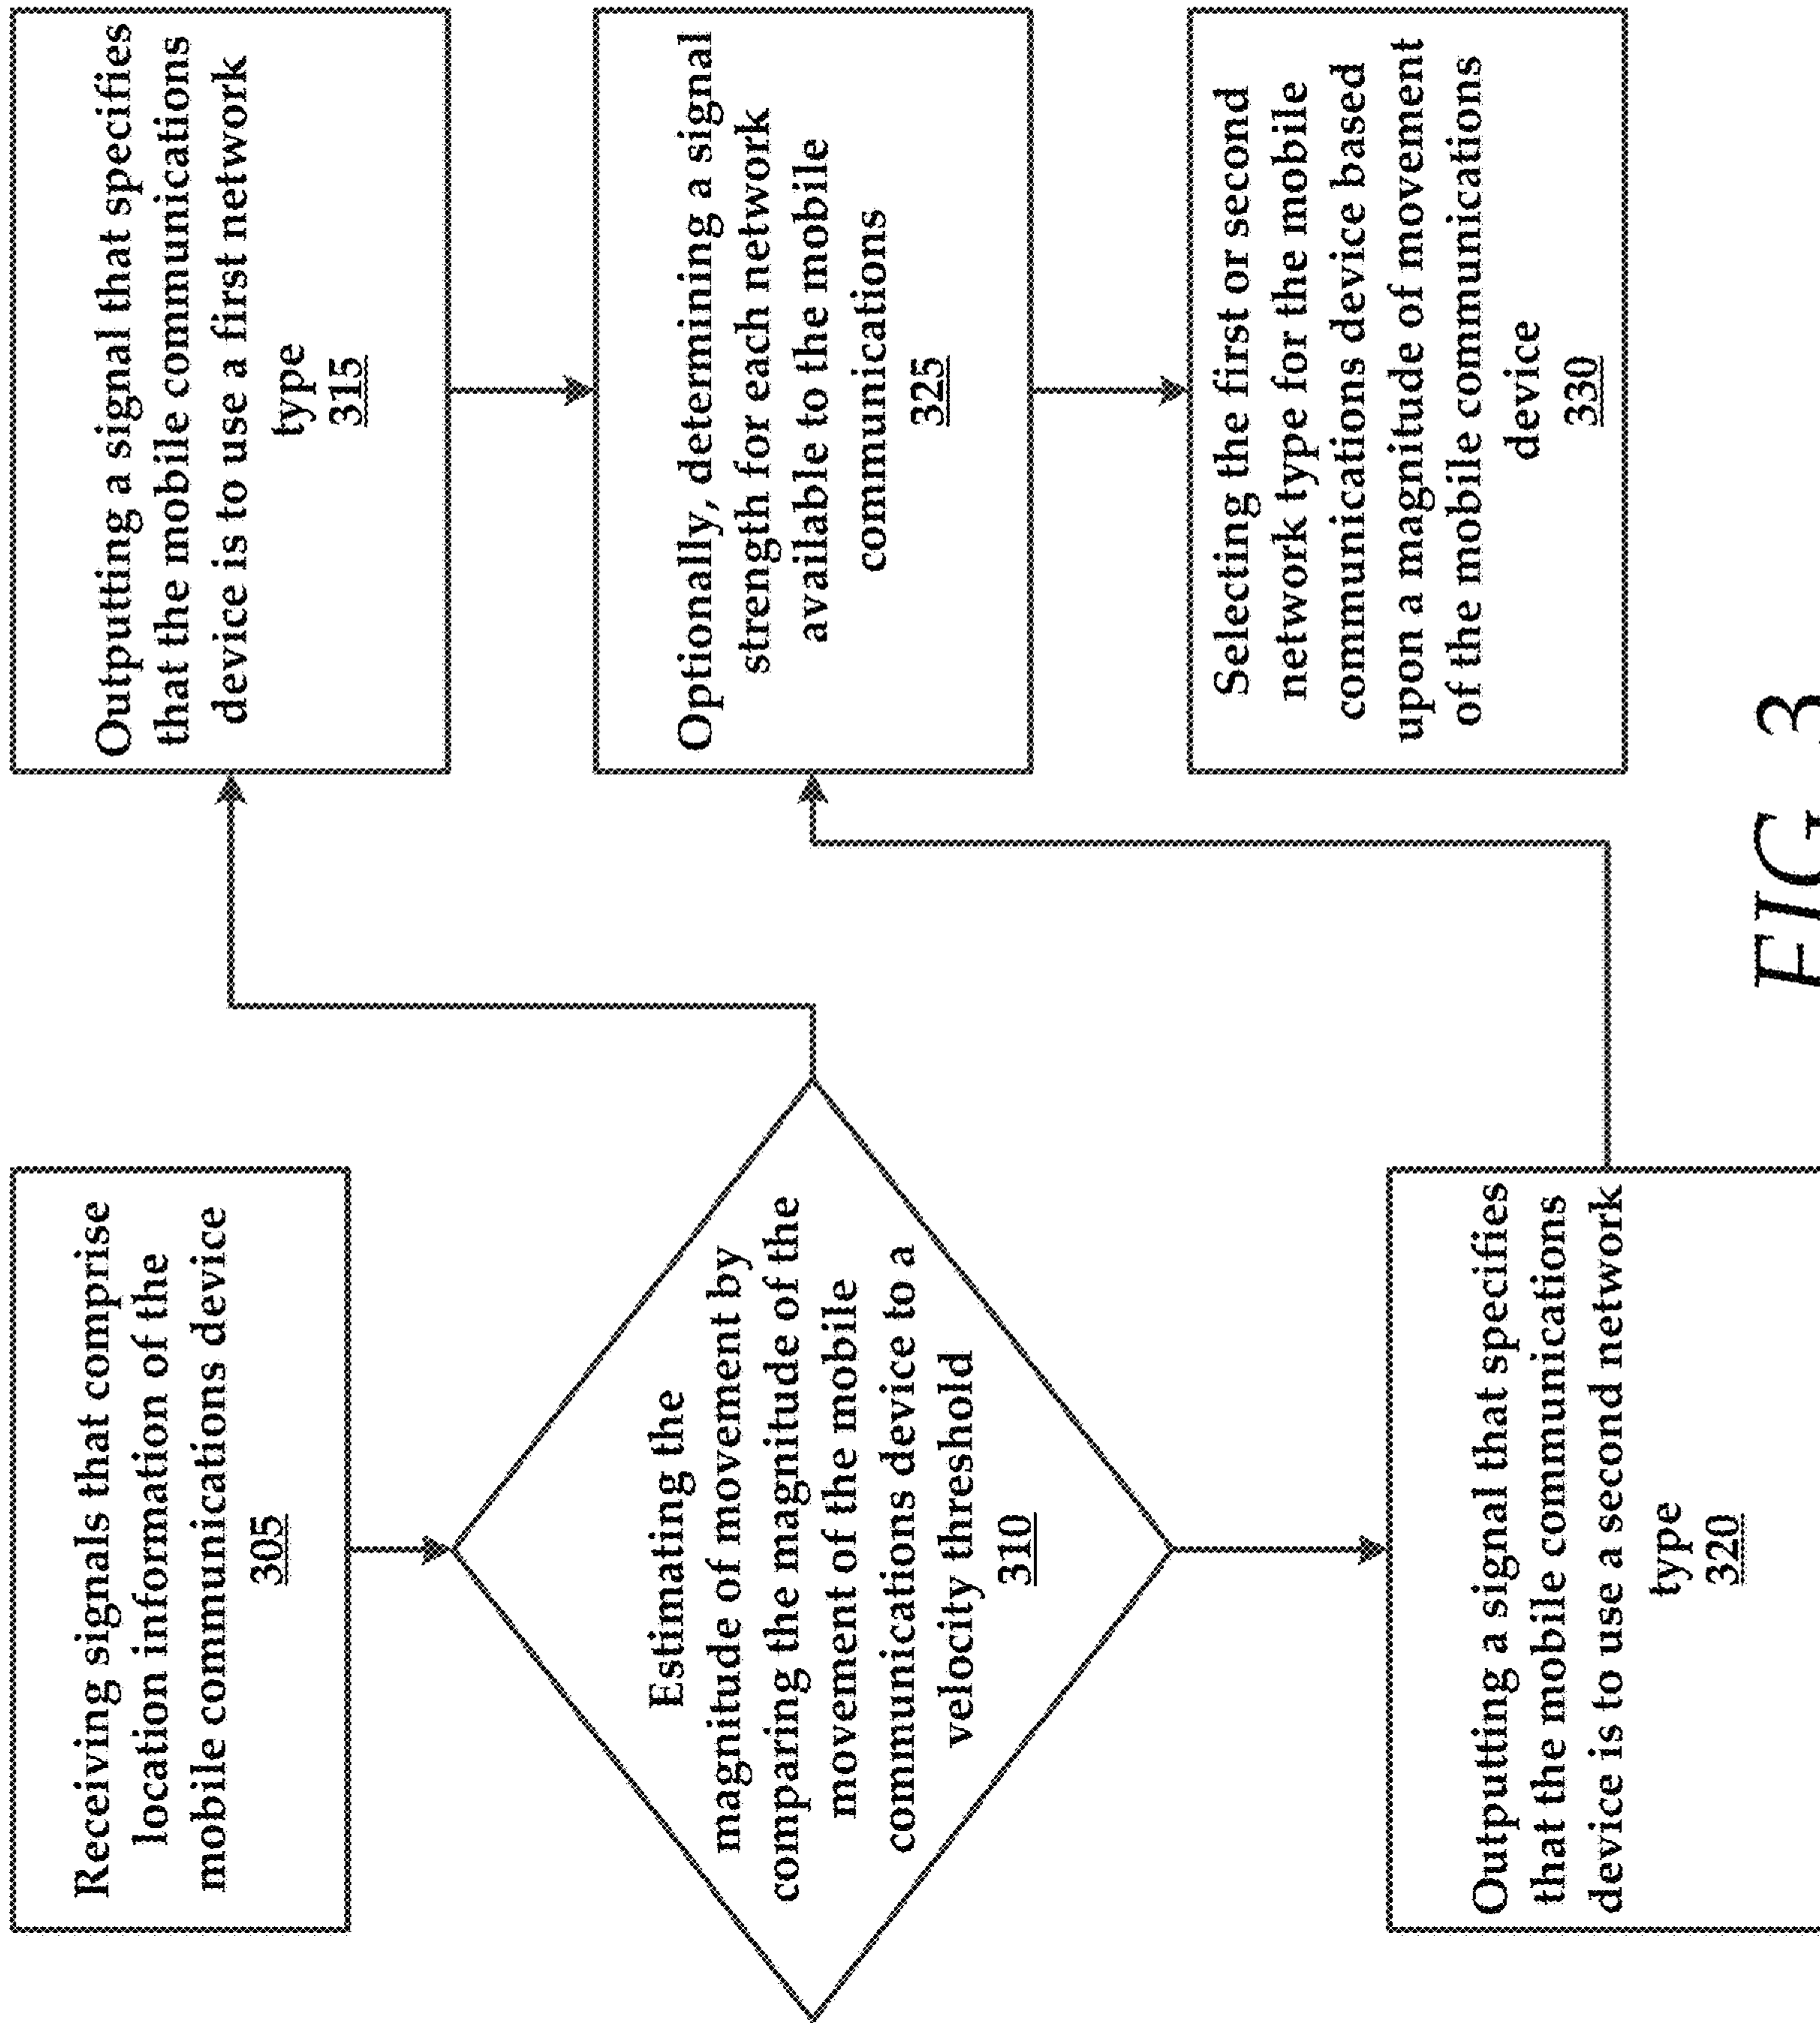 Receiving signals that comprise
location information of the
mobile communications device
305
Estimating the
magnitude of movement by
comparing the magnitude of the
movement of the mobile
communications device to a
velocity threshold
310
Outputting a signal that specifies
that the mobile communications
device is to use a second network
type
320
Outputting a signal that specifies
that the mobile communications
device is to use a first network
type
315
Optionally, determining a signal
strength for each network
available to the mobile
communications
325
Selecting the first or second
network type for the mobile
communications device based
upon a magnitude of movement
of the mobile communications
device
330
FIG 3